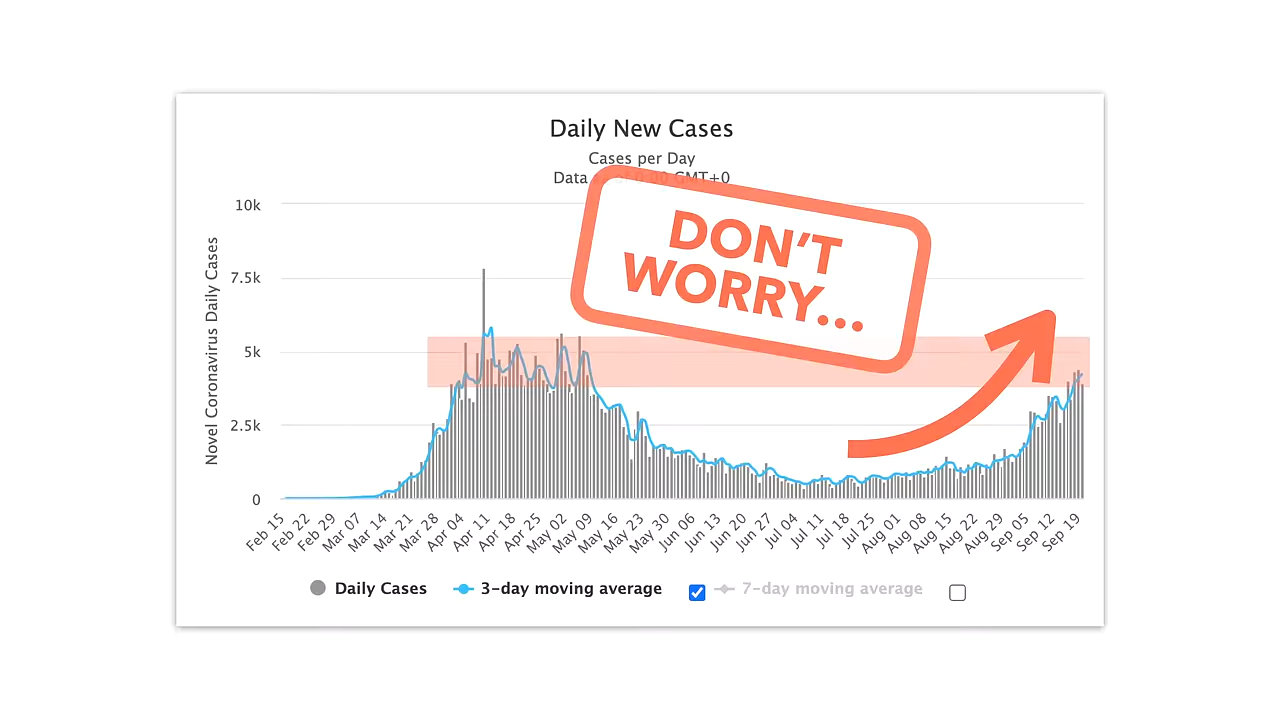 Daily New Cases
Cases per Day
Data as of 0:00 GMT+0
DON'T
WORRY...
Novel Coronavirus Daily Cases
10k
7.5k
5k
2.5k
0
Feb 15
Feb 22
Feb 29
Mar 07
Mar 14
Mar 21
Mar 28
Apr 04
Apr 11
Apr 18
Apr 25
May 02
May 09
May 16
May 23
May 30
Jun 06
Jun 13
Jun 20
Jun 27
Jul 04
Jul 11
Jul 18
Jul 25
Aug 01
Aug 08
Aug 15
Aug 22
Aug 29
Sep 05
Sep 12
Sep 19
Daily Cases
3-day moving average
7-day moving average